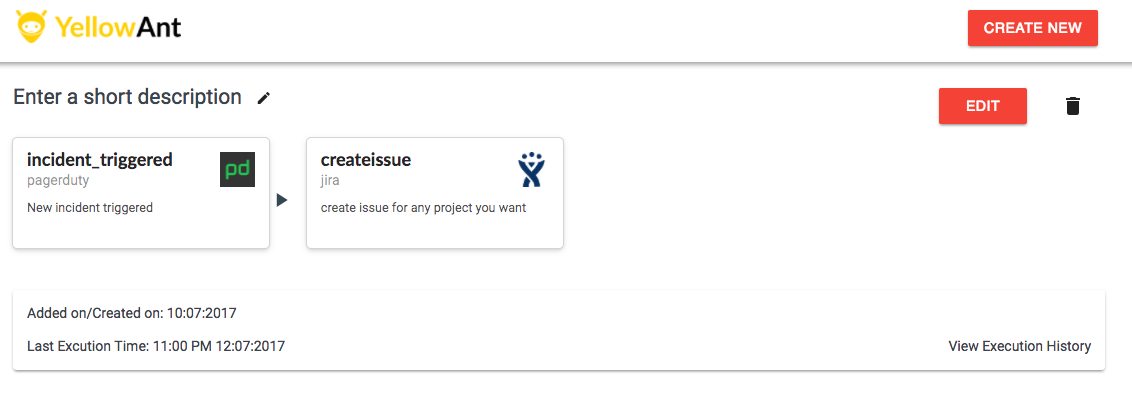 YellowAnt
CREATE NEW
Enter a short description
EDIT
incident_triggered
pagerduty
pd
New incident triggered
createissue
jira
create issue for any project you want
Added on/Created on: 10:07:2017
Last Excution Time: 11:00 PM 12:07:2017
View Execution History